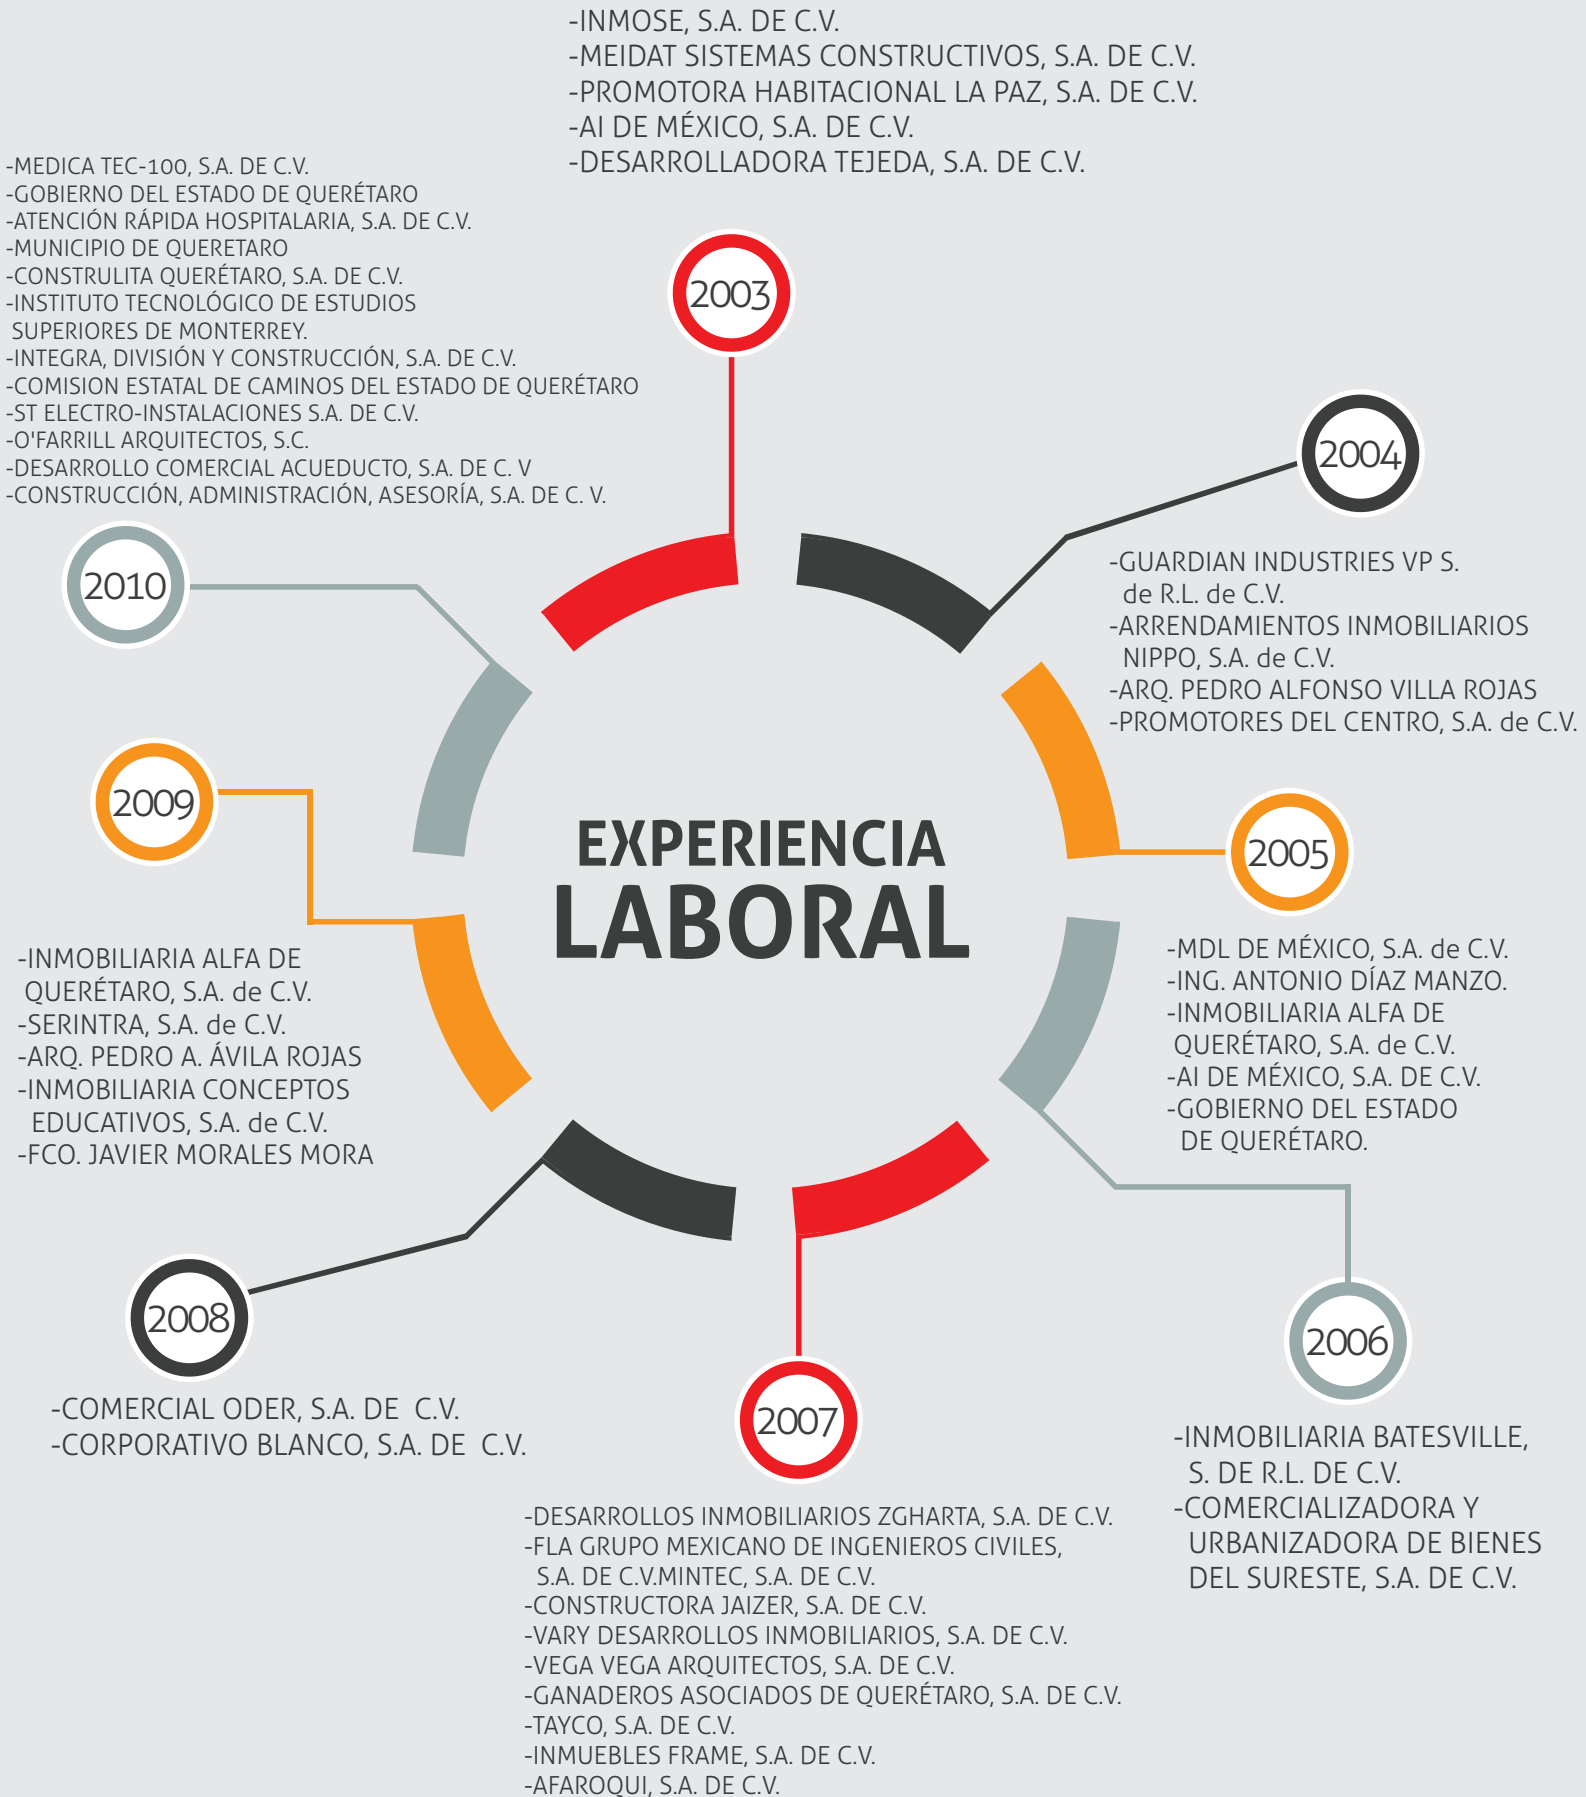 -INMOSE, S.A. DE C.V.
-MEIDAT SISTEMAS CONSTRUCTIVOS, S.A. DE C.V.
-PROMOTORA HABITACIONAL LA PAZ, S.A. DE C.V.
-AI DE MÉXICO, S.A. DE C.V.
-DESARROLLADORA TEJEDA, S.A. DE C.V.
2003
-MEDICA TEC-100, S.A. DE C.V.
-GOBIERNO DEL ESTADO DE QUERÉTARO
-ATENCIÓN RÁPIDA HOSPITALARIA, S.A. DE C.V.
-MUNICIPIO DE QUERETARO
-CONSTRULITA QUERÉTARO, S.A. DE C.V.
-INSTITUTO TECNOLÓGICO DE ESTUDIOS
SUPERIORES DE MONTERREY.
-INTEGRA, DIVISIÓN Y CONSTRUCCIÓN, S.A. DE C.V.
-COMISION ESTATAL DE CAMINOS DEL ESTADO DE QUERÉTARO
-ST ELECTRO-INSTALACIONES S.A. DE C.V.
-O'FARRILL ARQUITECTOS, S.C.
-DESARROLLO COMERCIAL ACUEDUCTO, S.A. DE C. V
-CONSTRUCCIÓN, ADMINISTRACIÓN, ASESORÍA, S.A. DE C. V.
2010
2004
-GUARDIAN INDUSTRIES VP S.
de R.L. de C.V.
-ARRENDAMIENTOS INMOBILIARIOS
NIPPO, S.A. de C.V.
-ARQ. PEDRO ALFONSO VILLA ROJAS
-PROMOTORES DEL CENTRO, S.A. de C.V.
2009
EXPERIENCIA
LABORAL
2005
-INMOBILIARIA ALFA DE
QUERÉTARO, S.A. de C.V.
-SERINTRA, S.A. de C.V.
-ARQ. PEDRO A. ÁVILA ROJAS
-INMOBILIARIA CONCEPTOS
EDUCATIVOS, S.A. de C.V.
-FCO. JAVIER MORALES MORA
-MDL DE MÉXICO, S.A. de C.V.
-ING. ANTONIO DÍAZ MANZO.
-INMOBILIARIA ALFA DE
QUERÉTARO, S.A. de C.V.
-AI DE MÉXICO, S.A. DE C.V.
-GOBIERNO DEL ESTADO
DE QUERÉTARO.
2008
-COMERCIAL ODER, S.A. DE C.V.
-CORPORATIVO BLANCO, S.A. DE C.V.
2007
-DESARROLLOS INMOBILIARIOS ZGHARTA, S.A. DE C.V.
-FLA GRUPO MEXICANO DE INGENIEROS CIVILES,
S.A. DE C.V.MINTEC, S.A. DE C.V.
-CONSTRUCTORA JAIZER, S.A. DE C.V.
-VARY DESARROLLOS INMOBILIARIOS, S.A. DE C.V.
-VEGA VEGA ARQUITECTOS, S.A. DE C.V.
-GANADEROS ASOCIADOS DE QUERÉTARO, S.A. DE C.V.
-TAYCO, S.A. DE C.V.
-INMUEBLES FRAME, S.A. DE C.V.
-AFAROQUI, S.A. DE C.V.
2006
-INMOBILIARIA BATESVILLE,
S. DE R.L. DE C.V.
-COMERCIALIZADORA Y
URBANIZADORA DE BIENES
DEL SURESTE, S.A. DE C.V.